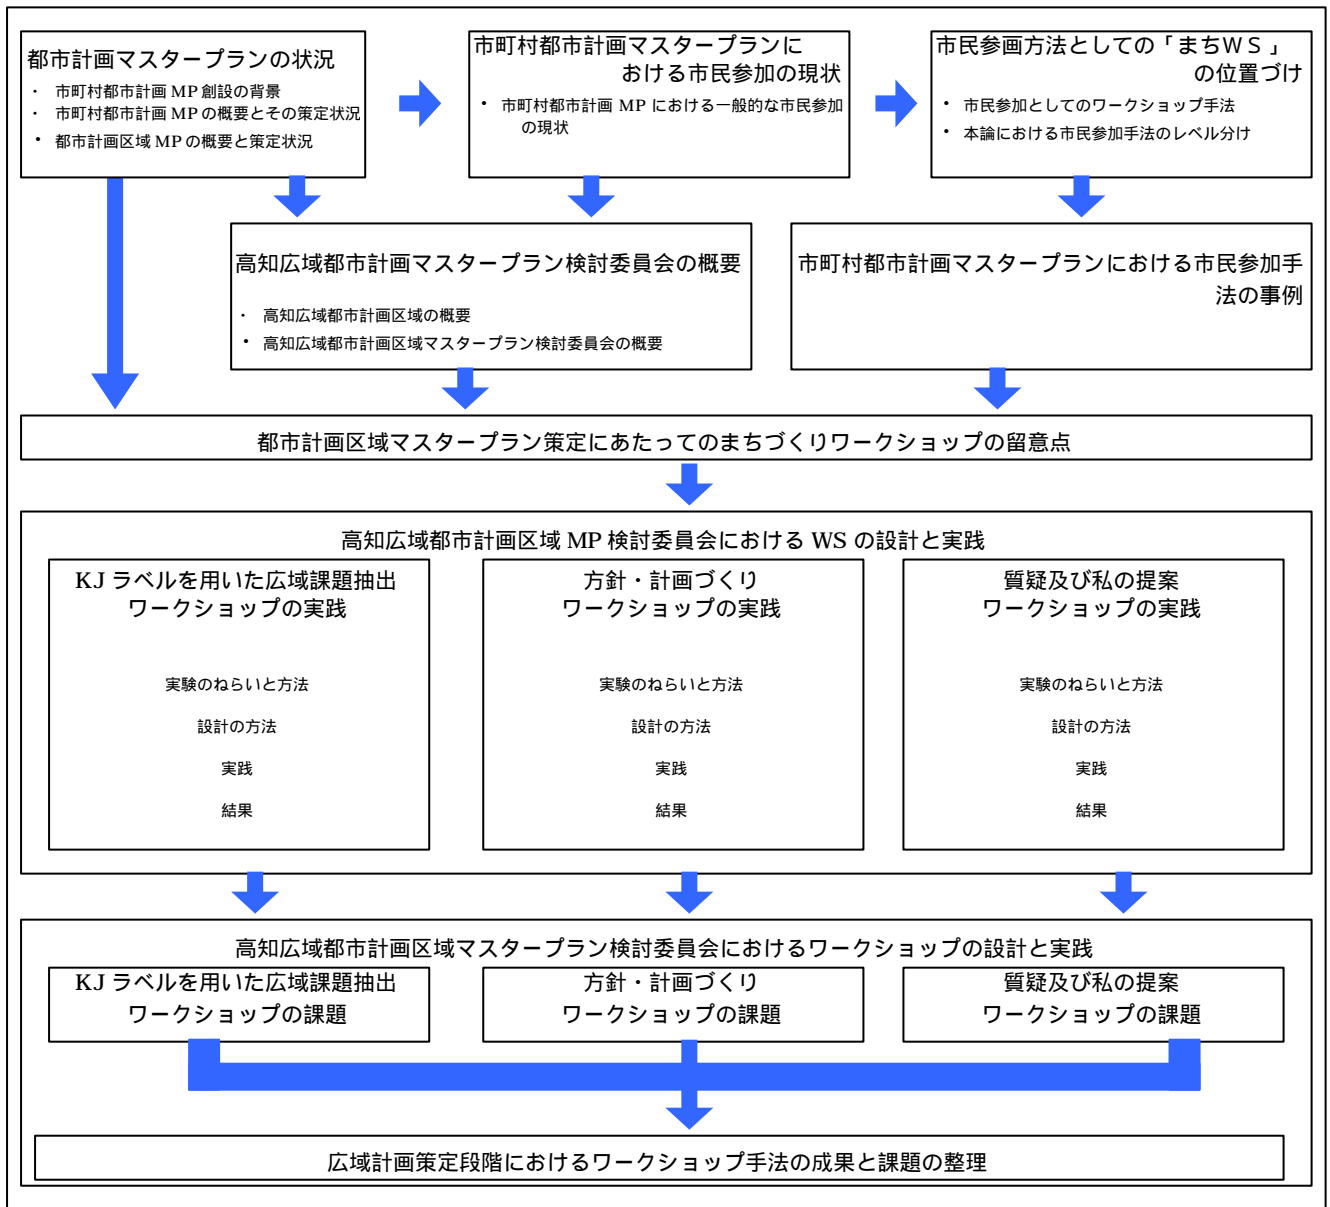 都市計画マスタープランの状況
・ 市町村都市計画 MP 創設の背景
・ 市町村都市計画 MP の概要とその策定状況
・ 都市計画区域 MP の概要と策定状況
市町村都市計画マスタープランに
おける市民参加の現状
・ 市町村都市計画 MP における一般的な市民参加
の現状
市民参画方法としての「まちＷＳ」
の位置づけ
・ 市民参加としてのワークショップ手法
・ 本論における市民参加手法のレベル分け
高知広域都市計画マスタープラン検討委員会の概要
・ 高知広域都市計画区域の概要
・ 高知広域都市計画区域マスタープラン検討委員会の概要
市町村都市計画マスタープランにおける市民参加手
法の事例
都市計画区域マスタープラン策定にあたってのまちづくりワークショップの留意点
高知広域都市計画区域 MP 検討委員会における WS の設計と実践
KJ ラベルを用いた広域課題抽出
ワークショップの実践
実験のねらいと方法
設計の方法
実践
結果
方針・計画づくり
ワークショップの実践
実験のねらいと方法
設計の方法
実践
結果
質疑及び私の提案
ワークショップの実践
実験のねらいと方法
設計の方法
実践
結果
高知広域都市計画区域マスタープラン検討委員会におけるワークショップの設計と実践
KJ ラベルを用いた広域課題抽出
ワークショップの課題
方針・計画づくり
ワークショップの課題
質疑及び私の提案
ワークショップの課題
広域計画策定段階におけるワークショップ手法の成果と課題の整理